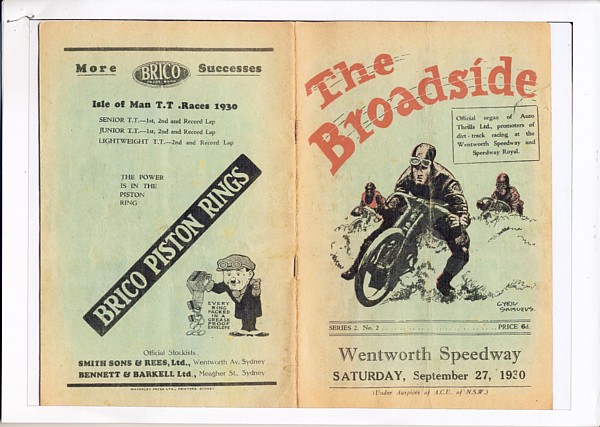 More BRICO Successes
Isle of Man T.T .Races 1930
SENIOR T.T.—1st, 2nd and Record Lap
JUNIOR T.T.—1st, 2nd and Record Lap
LIGHTWEIGHT T.T.—2nd and Record Lap
THE POWER
IS IN THE
PISTON
RING
BRICO PISTON RINGS
EVERY
RING
PACKED
IN A
GREASE
PROOF
ENVELOPE
Official Stockists
SMITH SONS & REES, Ltd., Wentworth Av, Sydney
BENNETT & BARKELL Ltd., Meagher St., Sydney
WAVERLEY PRESS LTD., PRINTERS, SYDNEY
The
Broadside
Official organ of Auto
Thrills Ltd., promoters of
dirt-track racing at the
Wentworth Speedway and
Speedway Royal.
CYRIL
SAMUELS.
SERIES 2. No. 2 PRICE 6d.
Wentworth Speedway
SATURDAY, September 27, 1930
(Under Auspices of A.C.U. of N.S.W.)